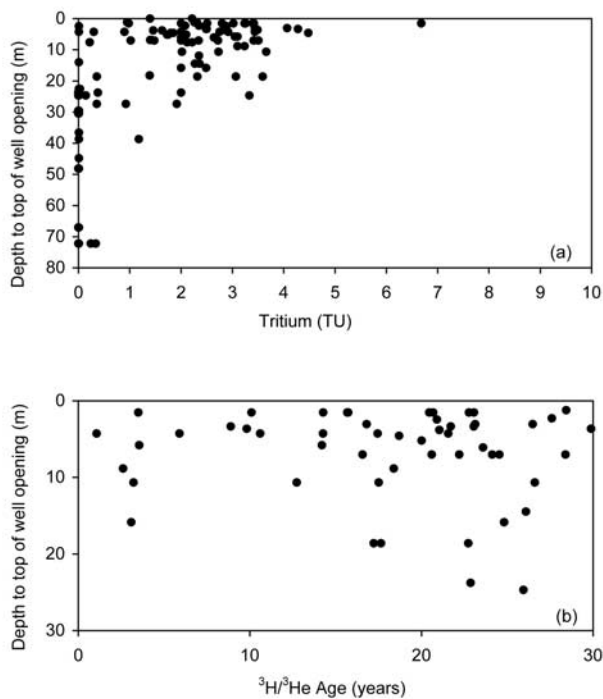 0
10
20
30
40
50
60
70
80
Depth to top of well opening (m)
(a)
0 1 2 3 4 5 6 7 8 9 10
Tritium (TU)
0
10
20
30
Depth to top of well opening (m)
(b)
0 10 20 30
³H/³He Age (years)